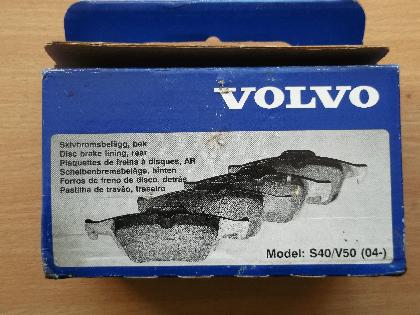 VOLVO
Skivbromsbelägg, bak
Disc brake lining, rear
Plaquettes de freins à disques, AR
Scheibenbremsbelägs, hinten
Forros de freno de disco, detrás
Pastilha de travão, traseiro
Model: S40/V50 (04-)